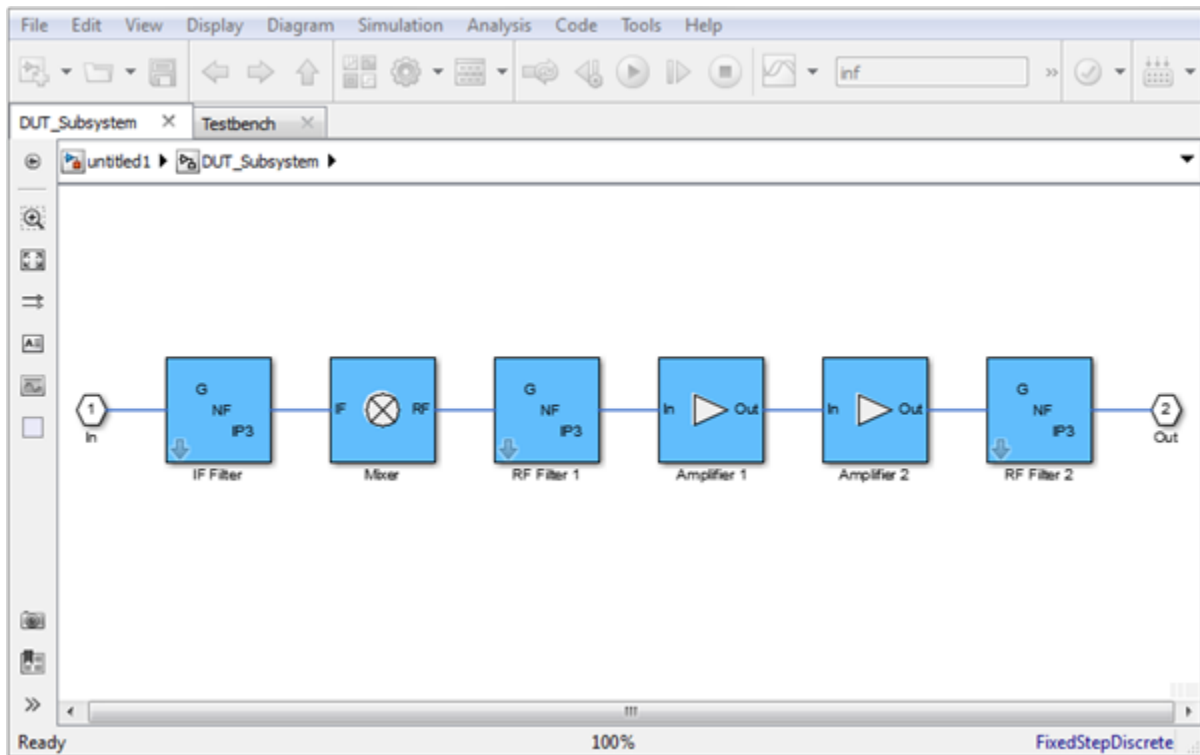 File Edit View Display Diagram Simulation Analysis Code Tools Help
inf
DUT_Subsystem Testbench
untitled1 DUT_Subsystem
G G G
NF NF NF
IP3 IP3 IP3
1 IF RF In Out In Out 2
In IF Filter Mixer RF Filter 1 Amplifier 1 Amplifier 2 RF Filter 2 Out
Ready 100% FixedStepDiscrete